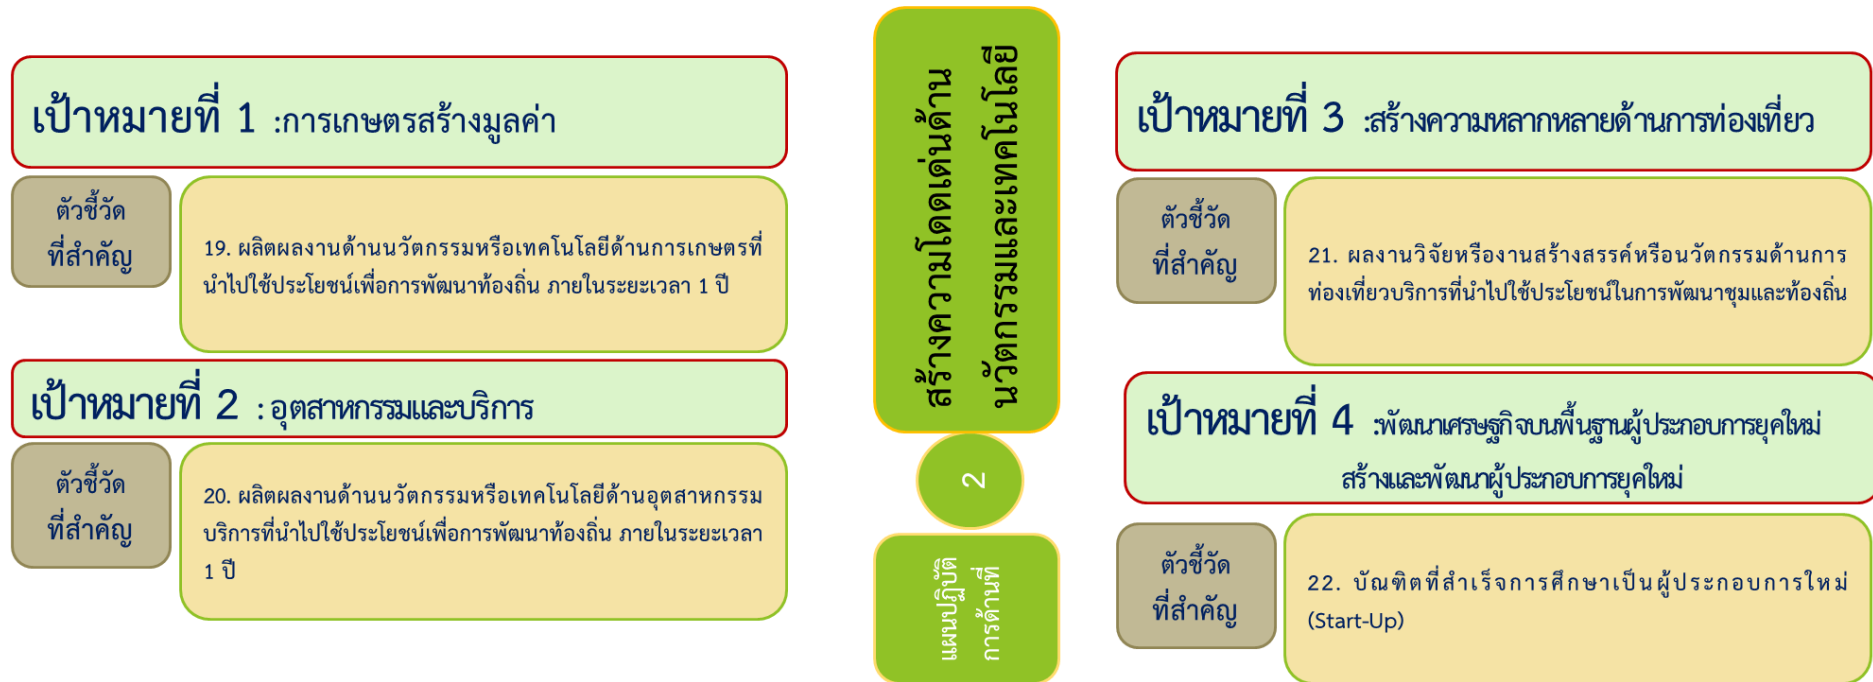 เป้าหมายที่ 1 :การเกษตรสร้างมูลค่า
ตัวชี้วัด
ที่สำคัญ
19. ผลิตผลงานด้านนวัตกรรมหรือเทคโนโลยีด้านการเกษตรที่
นำไปใช้ประโยชน์เพื่อการพัฒนาท้องถิ่น ภายในระยะเวลา 1 ปี
เป้าหมายที่ 2 : อุตสาหกรรมและบริการ
ตัวชี้วัด
ที่สำคัญ
20. ผลิตผลงานด้านนวัตกรรมหรือเทคโนโลยีด้านอุตสาหกรรม
บริการที่นำไปใช้ประโยชน์เพื่อการพัฒนาท้องถิ่น ภายในระยะเวลา
1 ปี
แผนปฏิบัติ
การด้านที่
2
สร้างความโดดเด่นด้าน
นวัตกรรมและเทคโนโลยี
เป้าหมายที่ 3 :สร้างความหลากหลายด้านการท่องเที่ยว
ตัวชี้วัด
ที่สำคัญ
21. ผลงานวิจัยหรืองานสร้างสรรค์หรือนวัตกรรมด้านการ
ท่องเที่ยวบริการที่นำไปใช้ประโยชน์ในการพัฒนาชุมและท้องถิ่น
เป้าหมายที่ 4 :พัฒนาเศรษฐกิจบนพื้นฐานผู้ประกอบการยุคใหม่
สร้างและพัฒนาผู้ประกอบการยุคใหม่
ตัวชี้วัด
ที่สำคัญ
22. บัณฑิตที่สำเร็จการศึกษาเป็นผู้ประกอบการใหม่
(Start-Up)